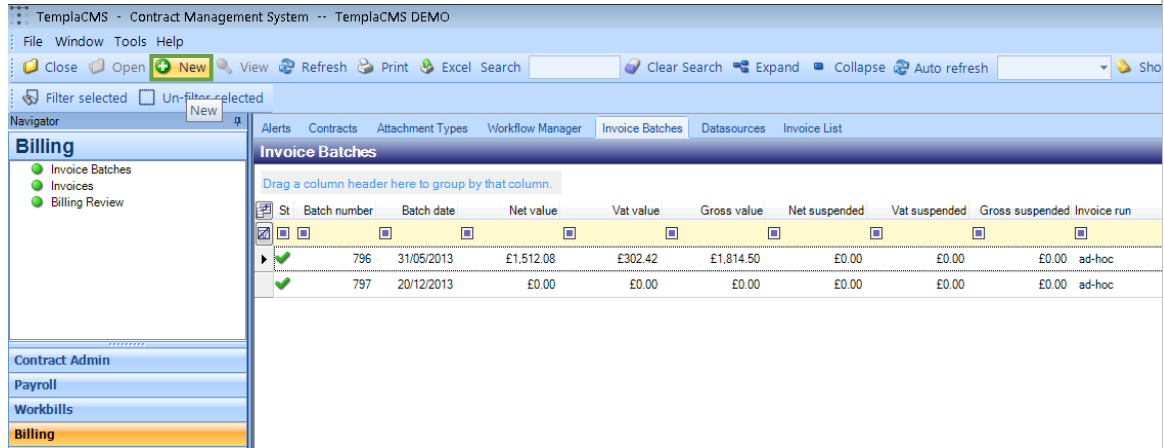 TemplaCMS - Contract Management System -- TemplaCMS DEMO
File Window Tools Help
Close Open New View Refresh Print Excel Search Clear Search Expand Collapse Auto refresh Sho
Filter selected Un-filter selected
New
Navigator
Alerts Contracts Attachment Types Workflow Manager Invoice Batches Datasources Invoice List
Billing
Invoice Batches
Invoice Batches
Invoices
Billing Review
Drag a column header here to group by that column.
St Batch number Batch date Net value Vat value Gross value Net suspended Vat suspended Gross suspended Invoice run
796 31/05/2013 £1,512.08 £302.42 £1,814.50 £0.00 £0.00 £0.00 ad-hoc
797 20/12/2013 £0.00 £0.00 £0.00 £0.00 £0.00 £0.00 ad-hoc
Contract Admin
Payroll
Workbills
Billing